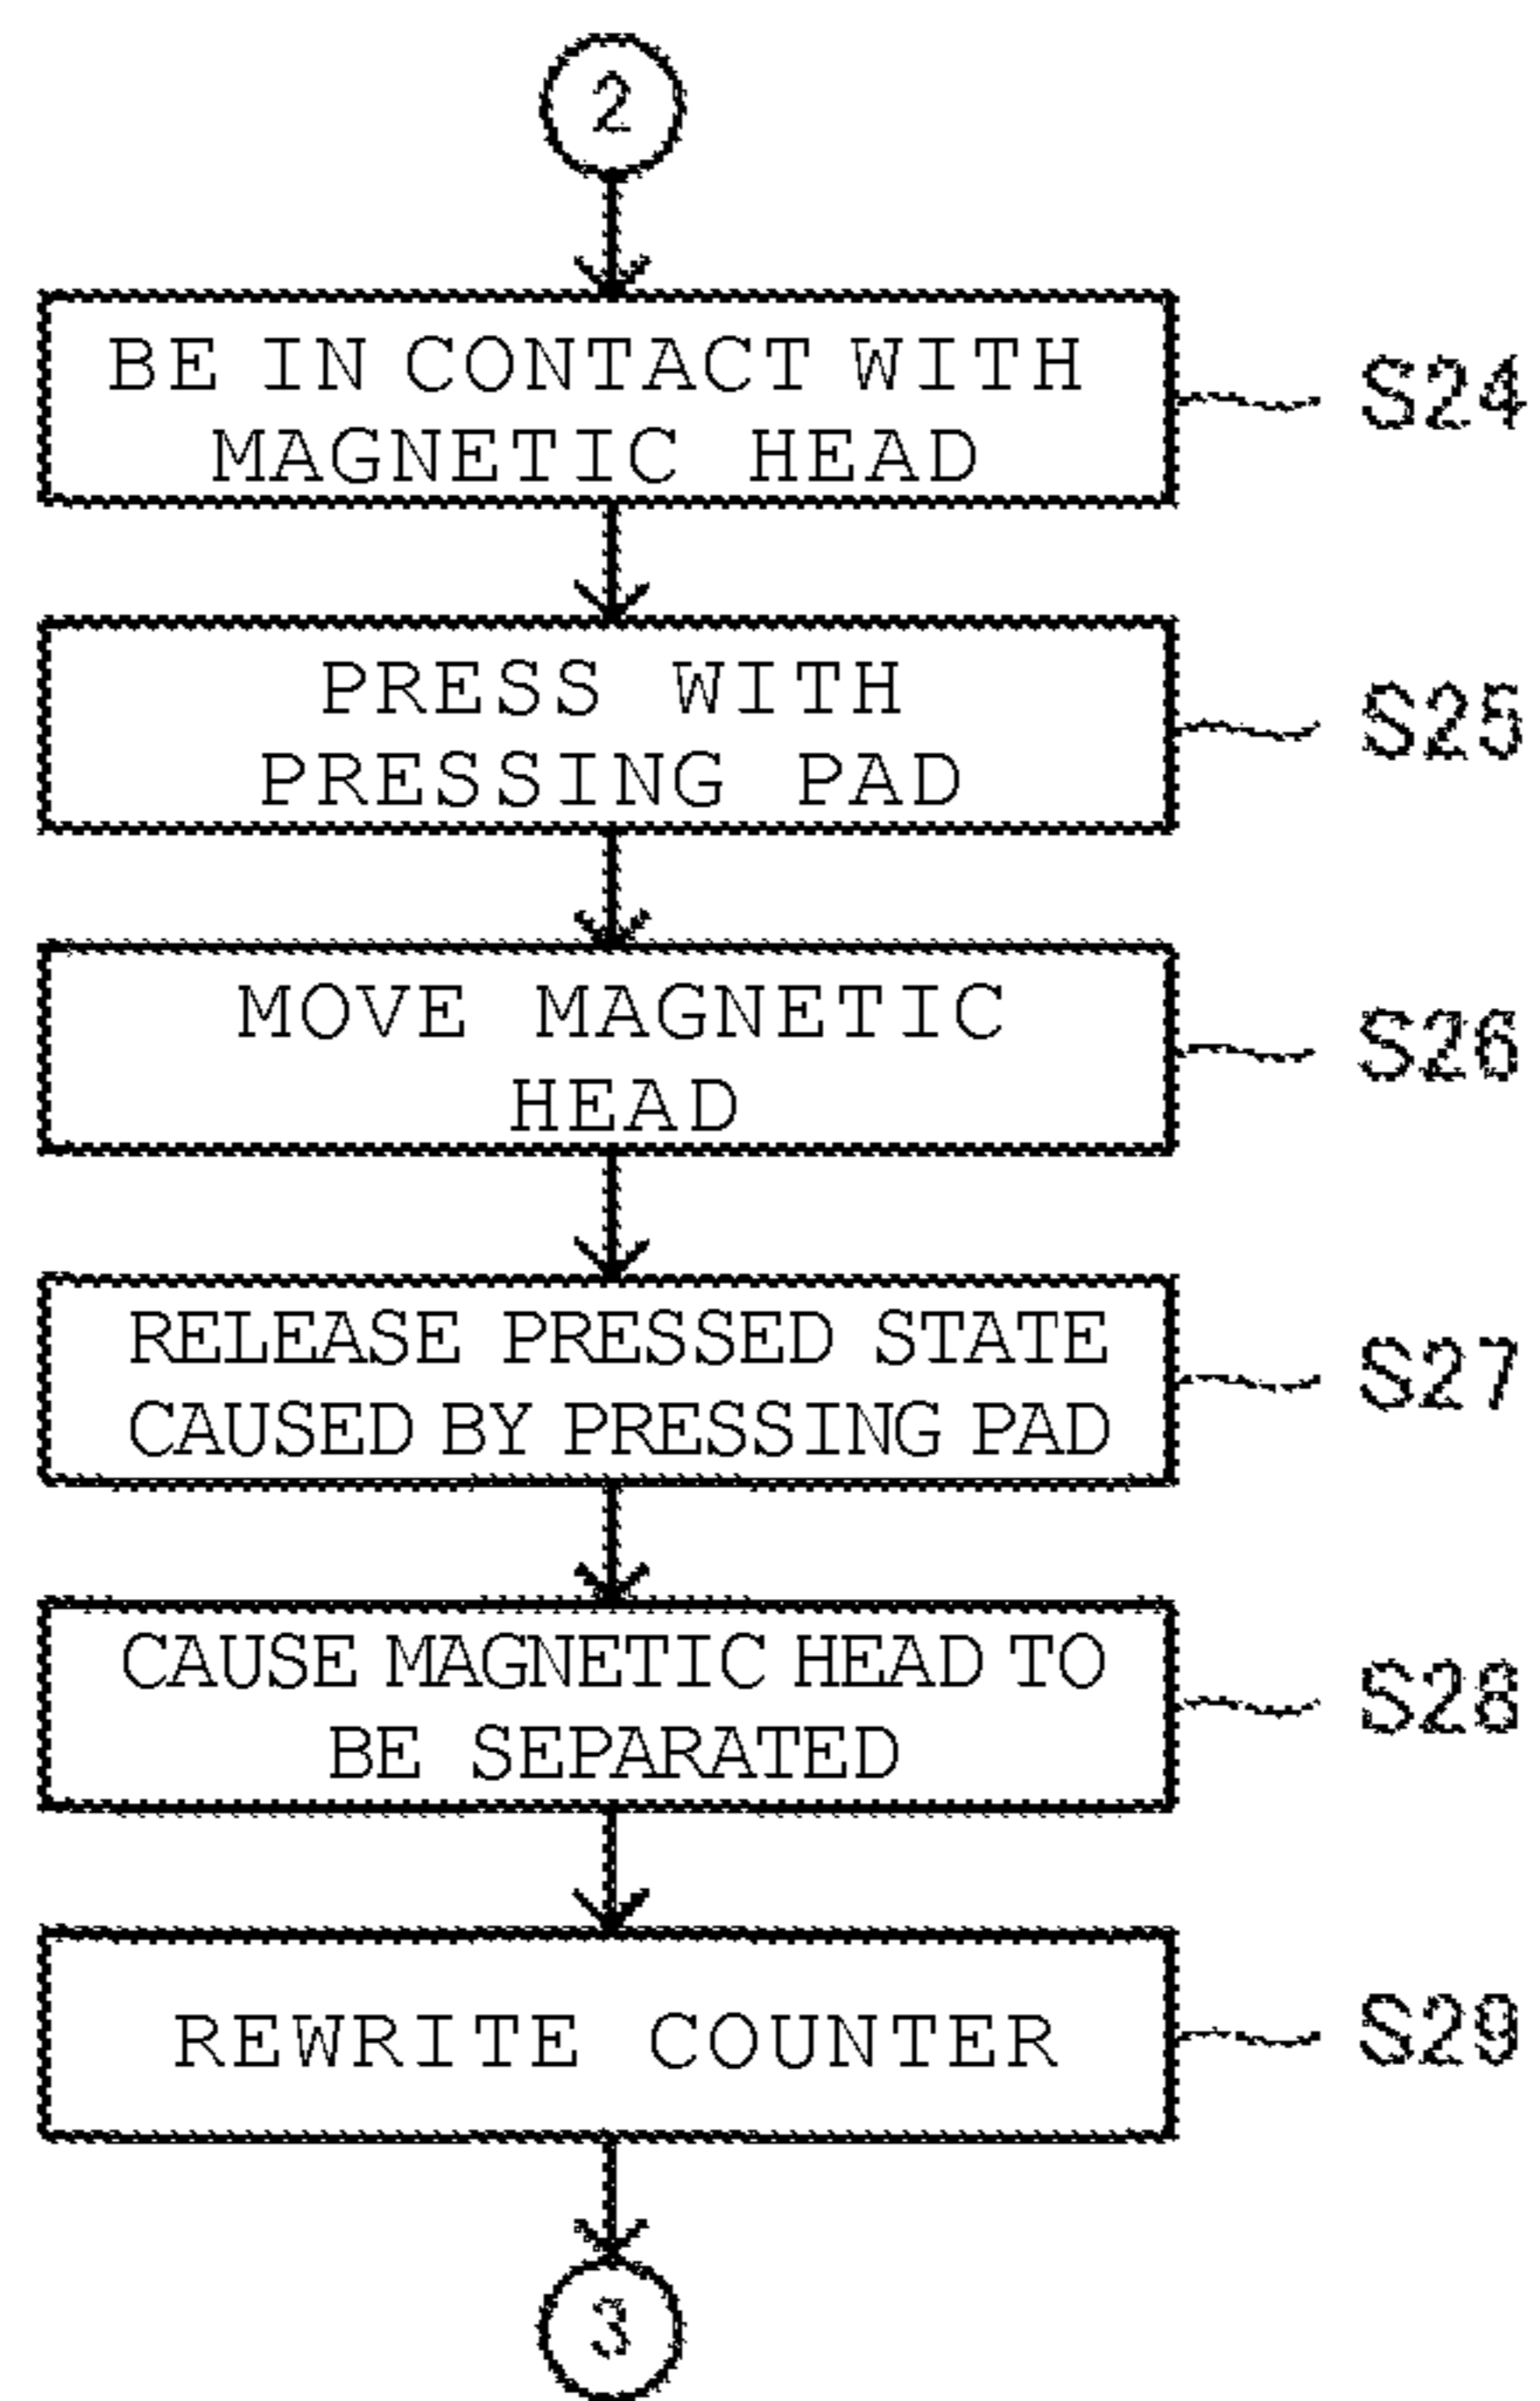 2
BE IN CONTACT WITH
MAGNETIC HEAD
S24
PRESS WITH
PRESSING PAD
S25
MOVE MAGNETIC
HEAD
S26
RELEASE PRESSED STATE
CAUSED BY PRESSING PAD
S27
CAUSE MAGNETIC HEAD TO
BE SEPARATED
S28
REWRITE COUNTER
S29
3